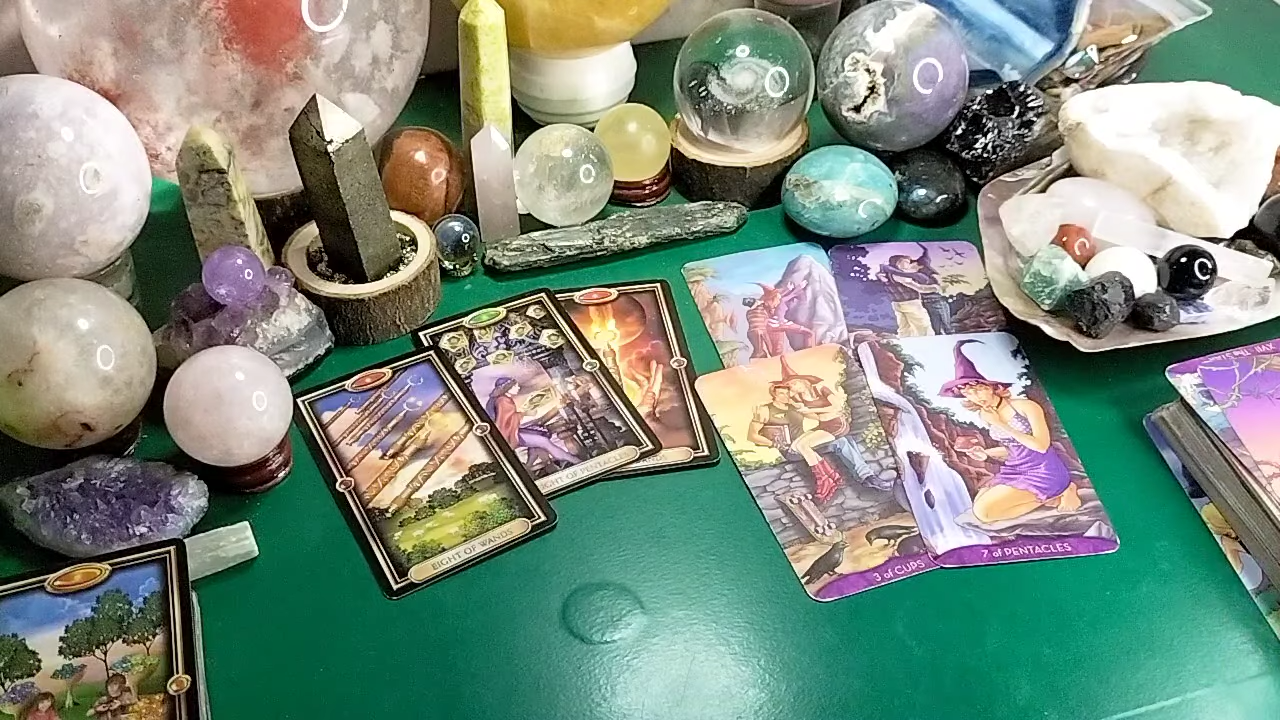 EIGHT OF WANDS
EIGHT OF PENTACLES
3 of CUPS
7 of PENTACLES